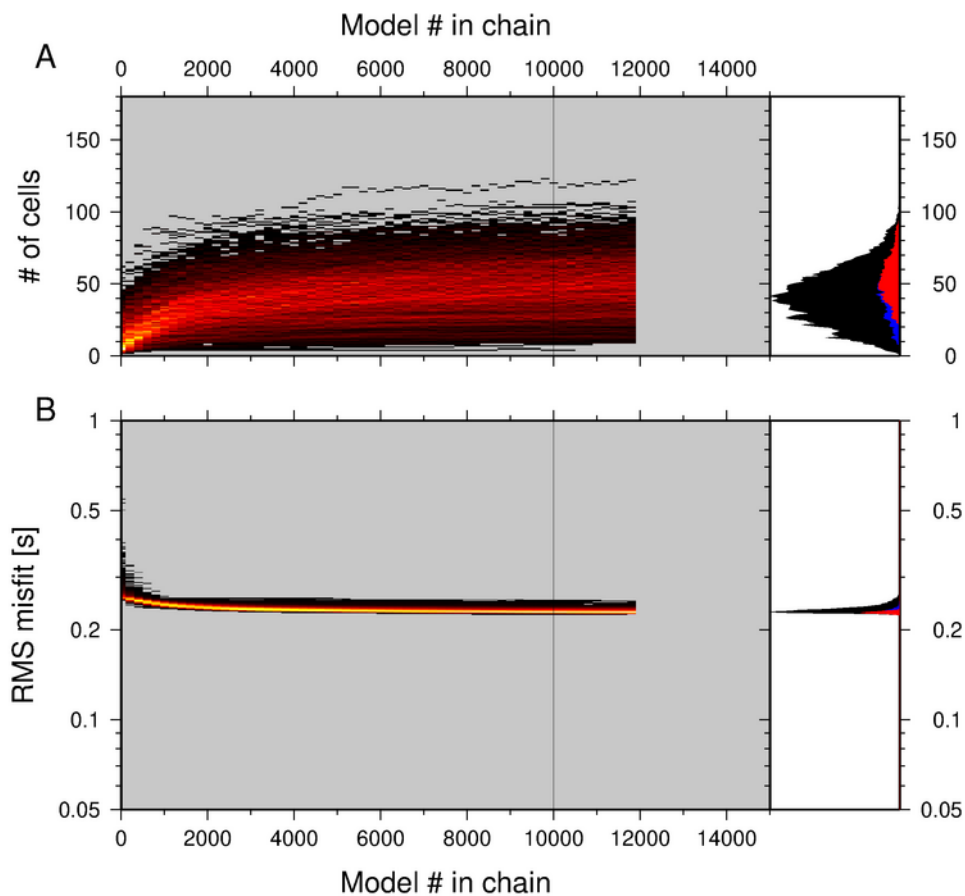 Model # in chain
A
0 2000 4000 6000 8000 10000 12000 14000
150 150
# of cells
100 100
50 50
0 0
B
1 1
0.5 0.5
RMS misfit [s]
0.2 0.2
0.1 0.1
0.05 0.05
0 2000 4000 6000 8000 10000 12000 14000
Model # in chain